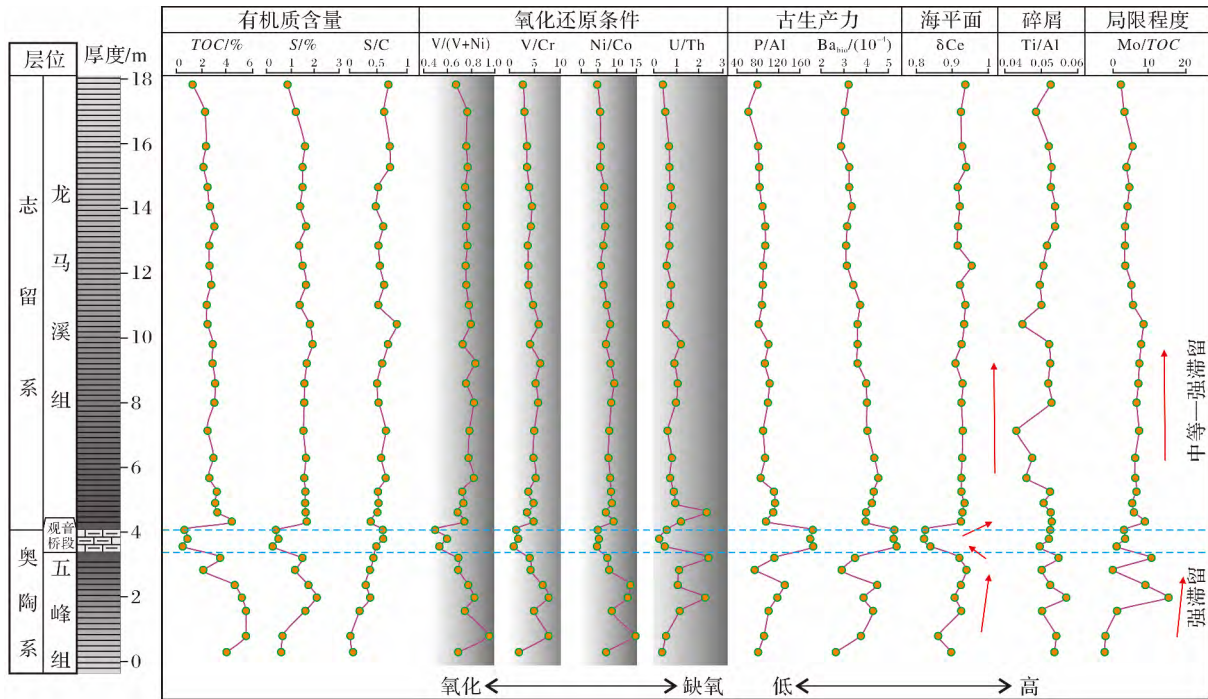 有机质含量 氧化还原条件 古生产力 海平面 碎屑 局限程度
层位 厚度/m TOC/% S/% S/C V/(V+Ni) V/Cr Ni/Co U/Th P/Al Ba_bio/(10⁻⁴) δCe Ti/Al Mo/TOC
0 2 4 6 0 1 2 3 0 0.5 1 0.4 0.6 0.8 1.0 0 5 10 0 5 10 15 0 1 2 3 40 80 120 160 2 3 4 5 0.8 0.9 1 0.04 0.05 0.06 0 10 20
18
16
14
12
10
8
6
4
2
0
志留系
龙马溪组
观音桥段
奥陶系
五峰组
中等—强滞留
强滞留
氧化 缺氧 低 高